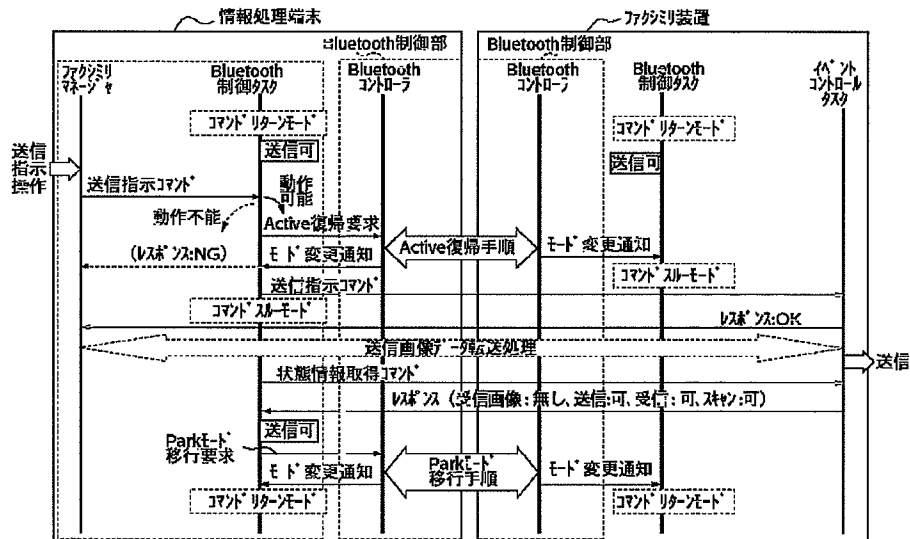 情報処理端末
ファクシミリ装置
Bluetooth制御部
Bluetooth制御部
ファクシミリ
マネージャ
Bluetooth
制御タスク
Bluetooth
コントローラ
Bluetooth
コントローラ
Bluetooth
制御タスク
イベント
コントロール
タスク
コマンドリターンモード
コマンドリターンモード
送信可
送信可
送信
指示
操作
送信指示コマンド
動作
可能
動作不能
Active復帰要求
Active復帰手順
モード変更通知
(レスポンス:NG)
モード変更通知
コマンドスルーモード
送信指示コマンド
コマンドスルーモード
レスポンス:OK
送信画像データ転送処理
送信
状態情報取得コマンド
レスポンス(受信画像:無し、送信:可、受信:可、スキャン:可)
送信可
Parkモード
移行要求
モード変更通知
Parkモード
移行手順
モード変更通知
コマンドリターンモード
コマンドリターンモード